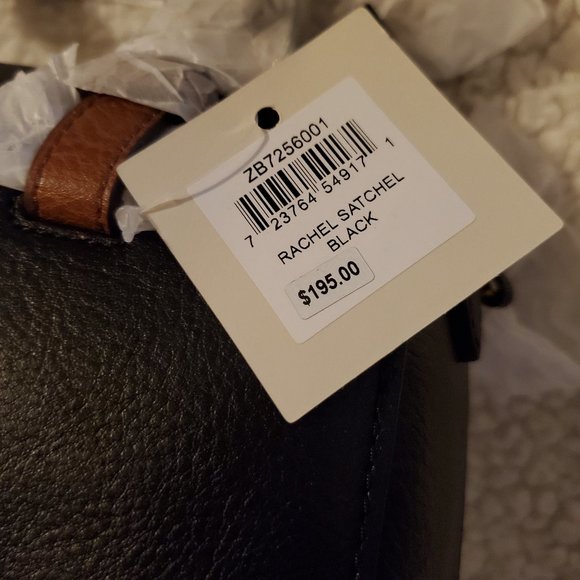 ZB7256001
7 23764 54917 1
RACHEL SATCHEL
BLACK
$195.00